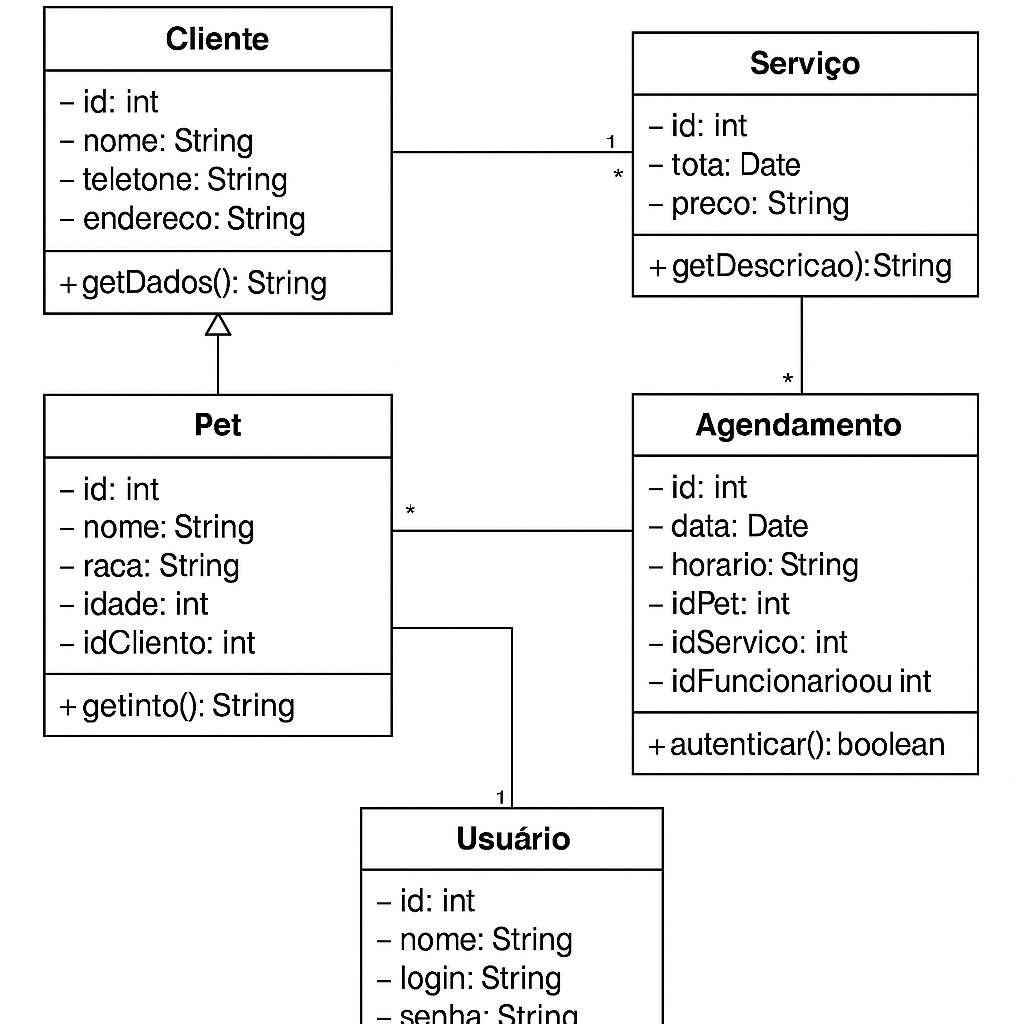 Cliente
– id: int
– nome: String
– teletone: String
– endereco: String
+ getDados(): String
Serviço
– id: int
– tota: Date
– preco: String
+ getDescricao):String
1
*
*
Pet
– id: int
– nome: String
– raca: String
– idade: int
– idCliento: int
+ getinto(): String
*
Agendamento
– id: int
– data: Date
– horario: String
– idPet: int
– idServico: int
– idFuncionarioou int
+ autenticar(): boolean
1
Usuário
– id: int
– nome: String
– login: String
– senha: String